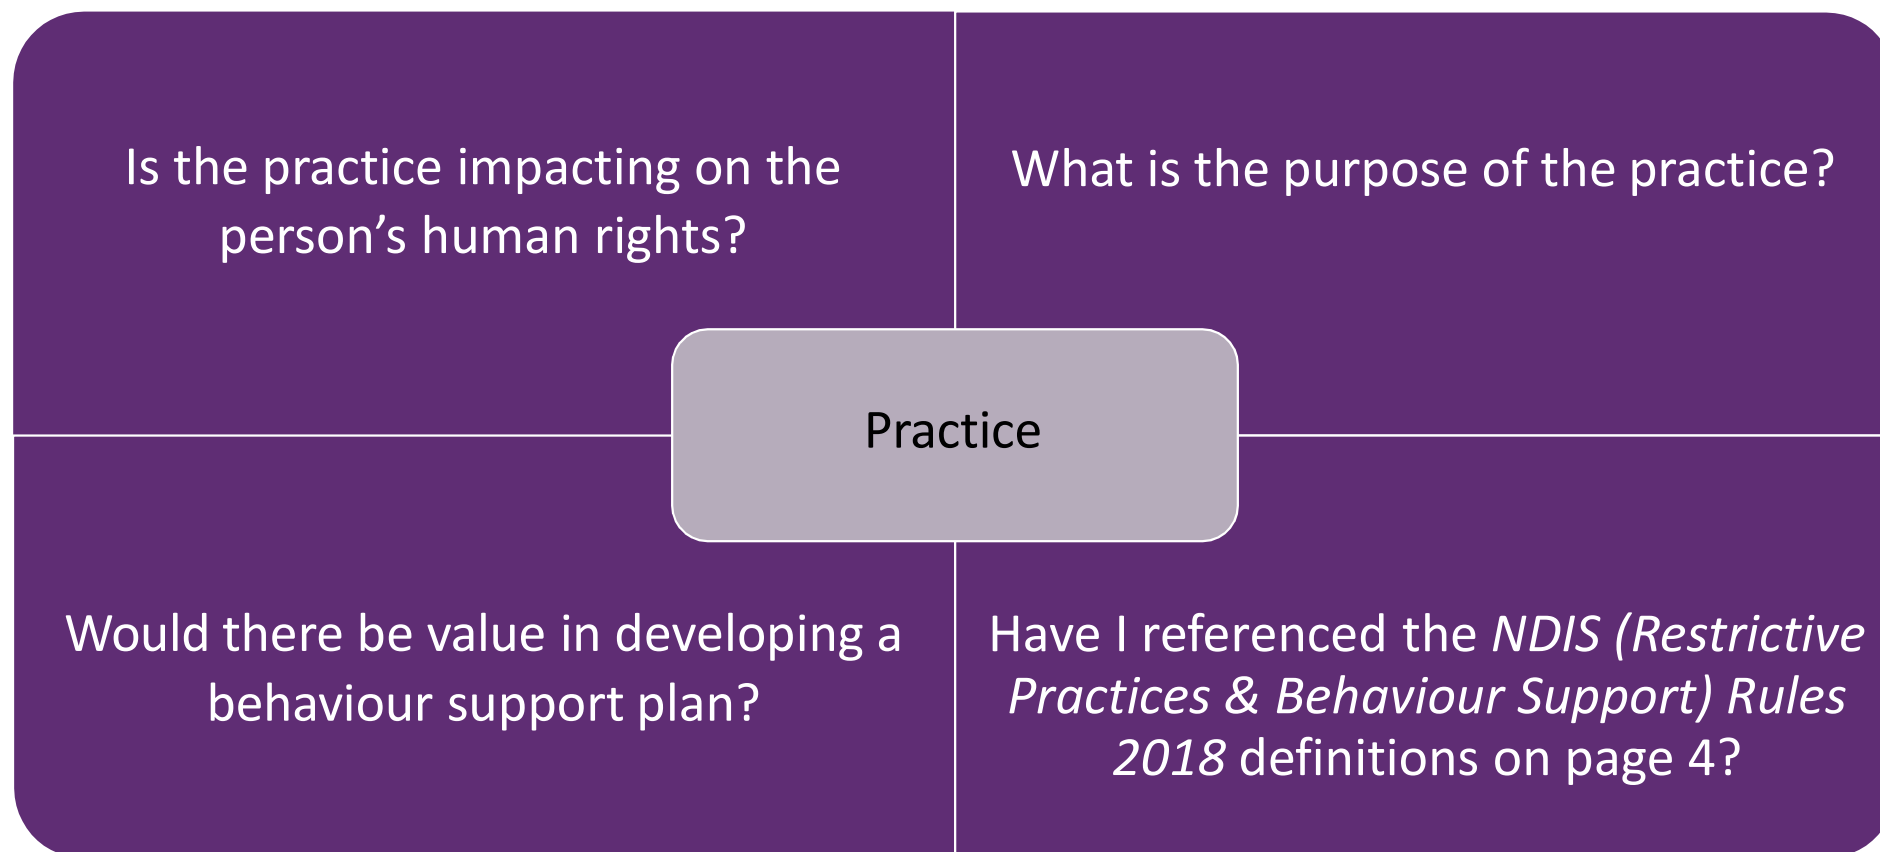 Is the practice impacting on the
person’s human rights?
What is the purpose of the practice?
Practice
Would there be value in developing a
behaviour support plan?
Have I referenced the NDIS (Restrictive
Practices & Behaviour Support) Rules
2018 definitions on page 4?